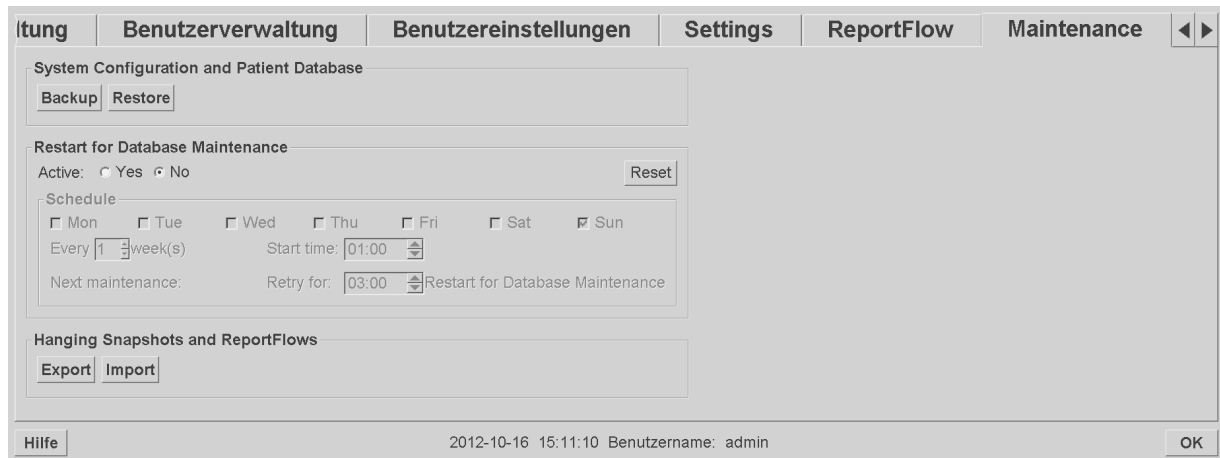 ltung Benutzerverwaltung Benutzereinstellungen Settings ReportFlow Maintenance
System Configuration and Patient Database
Backup Restore
Restart for Database Maintenance
Active: Yes No Reset
Schedule
Mon Tue Wed Thu Fri Sat Sun
Every 1 week(s) Start time: 01:00
Next maintenance: Retry for: 03:00 Restart for Database Maintenance
Hanging Snapshots and ReportFlows
Export Import
Hilfe 2012-10-16 15:11:10 Benutzername: admin OK